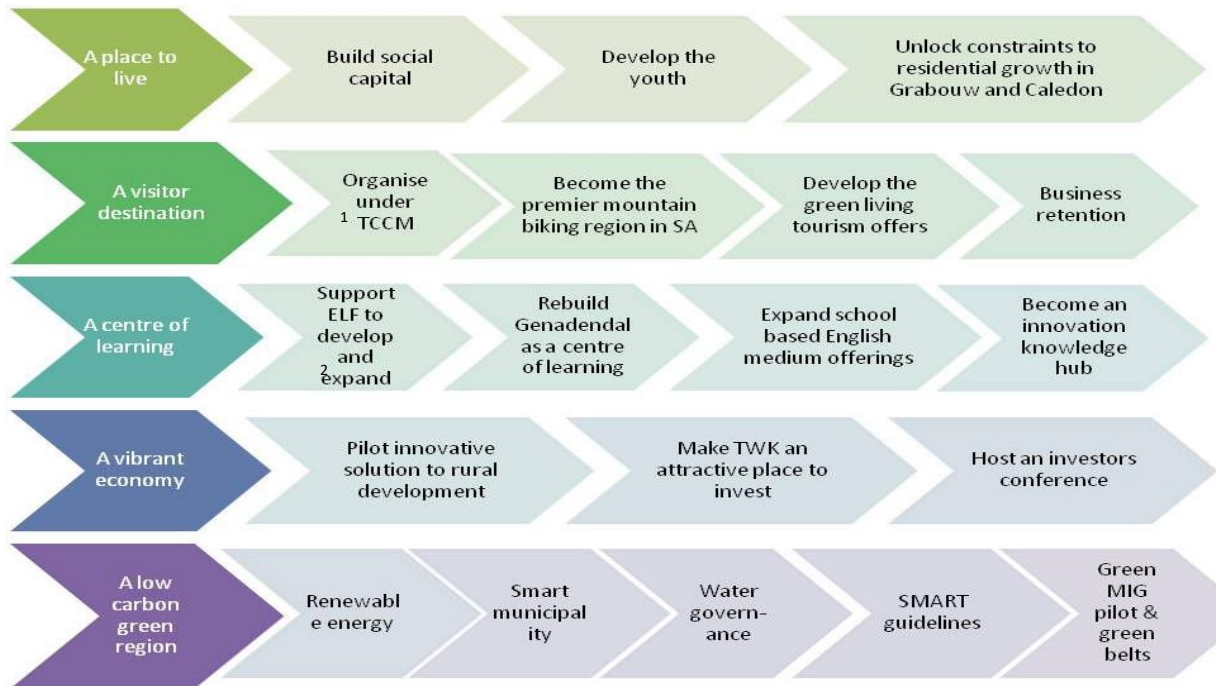 A place to
live
Build social
capital
Develop the
youth
Unlock constraints to
residential growth in
Grabouw and Caledon
A visitor
destination
Organise
under
1 TCCM
Become the
premier mountain
biking region in SA
Develop the
green living
tourism offers
Business
retention
A centre of
learning
Support
ELF to
develop
and
2 expand
Rebuild
Genadendal
as a centre
of learning
Expand school
based English
medium offerings
Become an
innovation
knowledge
hub
A vibrant
economy
Pilot innovative
solution to rural
development
Make TWK an
attractive place to
invest
Host an investors
conference
A low
carbon
green
region
Renewabl
e energy
Smart
municipal
ity
Water
govern-
ance
SMART
guidelines
Green
MIG
pilot &
green
belts